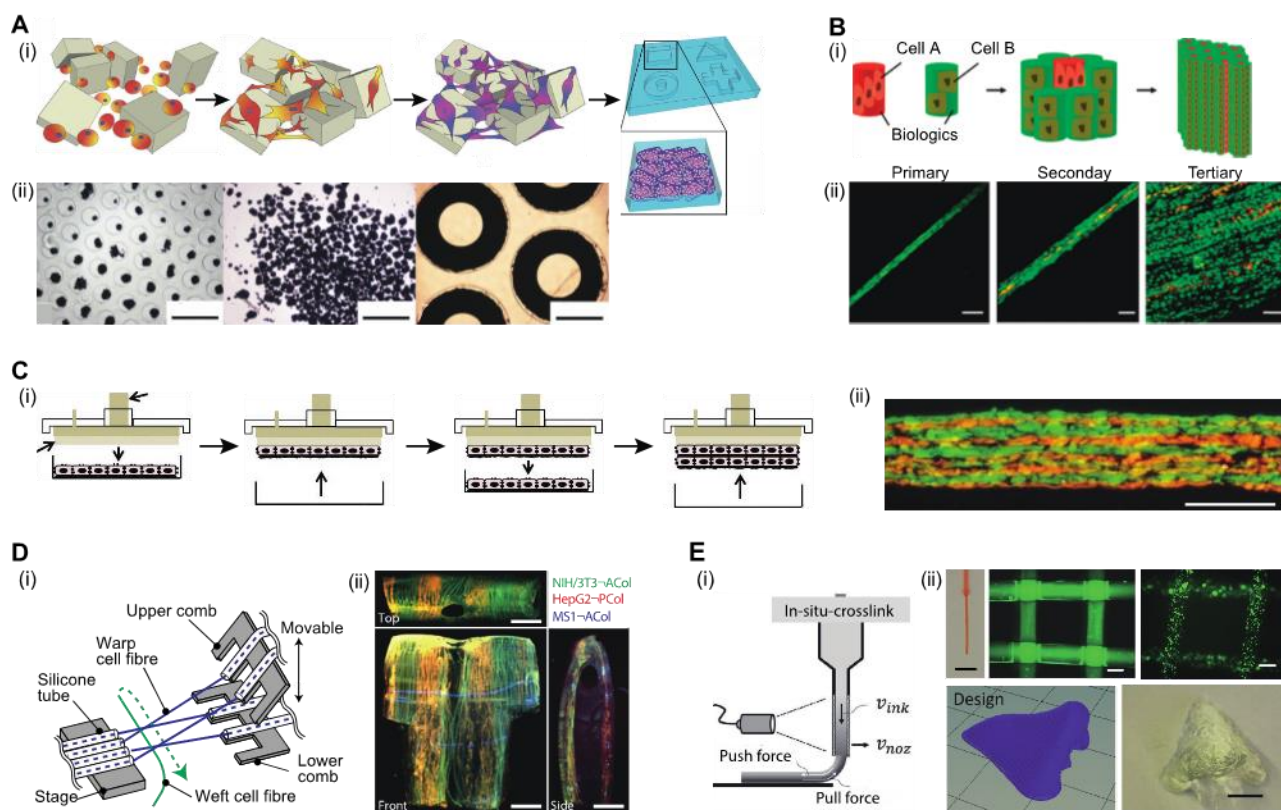 A
(i)
(ii)
B
(i)
Cell A
Cell B
Biologics
Primary
Seconday
Tertiary
(ii)
C
(i)
(ii)
D
(i)
Upper comb
Movable
Warp
cell fibre
Silicone
tube
Lower
comb
Stage
Weft cell fibre
(ii)
NIH/3T3¬ACol
HepG2¬PCol
MS1¬ACol
Top
Front
Side
E
(i)
In-situ-crosslink
v_ink
v_noz
Push force
Pull force
(ii)
Design